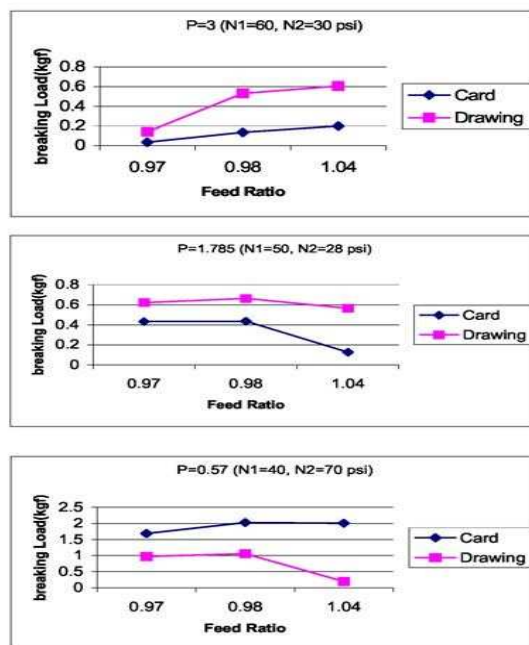 P=3 (N1=60, N2=30 psi)
breaking Load(kgf)
0.8
0.6
0.4
0.2
0
0.97 0.98 1.04
Feed Ratio
Card
Drawing
P=1.785 (N1=50, N2=28 psi)
breaking Load(kgf)
0.8
0.6
0.4
0.2
0
0.97 0.98 1.04
Feed Ratio
Card
Drawing
P=0.57 (N1=40, N2=70 psi)
breaking Load(kgf)
2.5
2
1.5
1
0.5
0
0.97 0.98 1.04
Feed Ratio
Card
Drawing